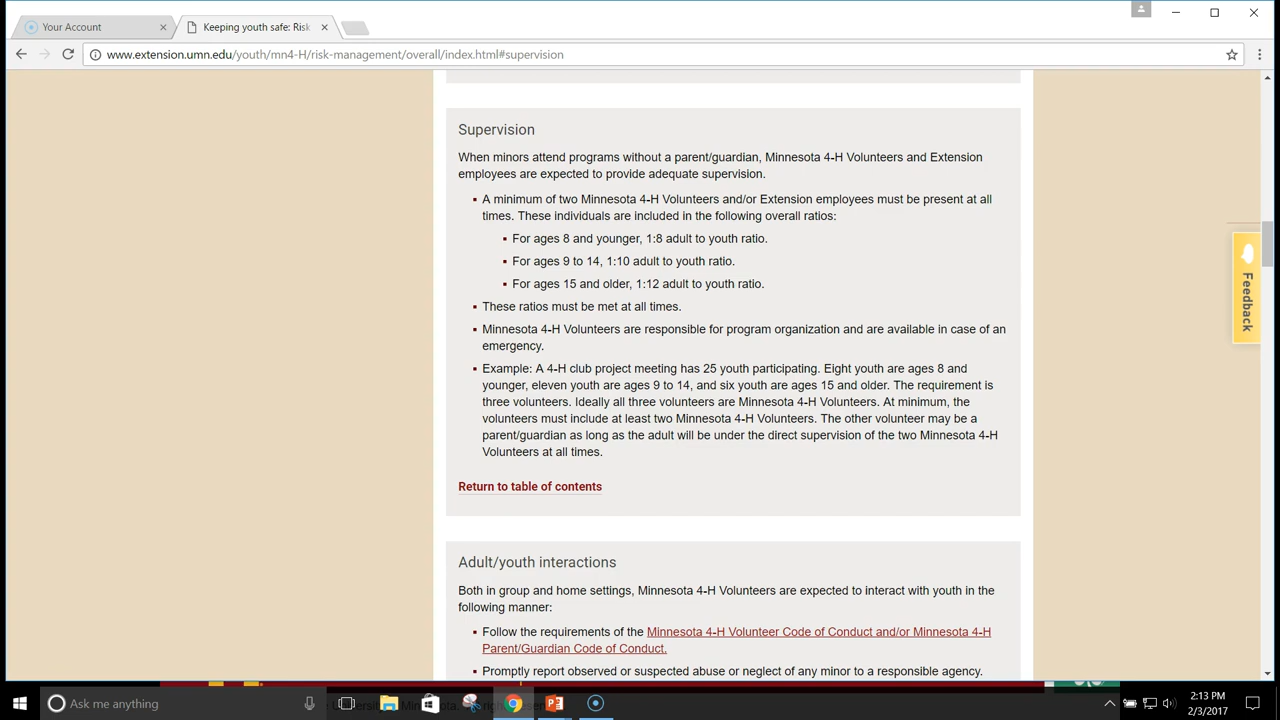 Your Account
Keeping youth safe: Risk
www.extension.umn.edu/youth/mn4-H/risk-management/overall/index.html#supervision
Supervision
When minors attend programs without a parent/guardian, Minnesota 4-H Volunteers and Extension
employees are expected to provide adequate supervision.
A minimum of two Minnesota 4-H Volunteers and/or Extension employees must be present at all
times. These individuals are included in the following overall ratios:
For ages 8 and younger, 1:8 adult to youth ratio.
For ages 9 to 14, 1:10 adult to youth ratio.
For ages 15 and older, 1:12 adult to youth ratio.
These ratios must be met at all times.
Minnesota 4-H Volunteers are responsible for program organization and are available in case of an
emergency.
Example: A 4-H club project meeting has 25 youth participating. Eight youth are ages 8 and
younger, eleven youth are ages 9 to 14, and six youth are ages 15 and older. The requirement is
three volunteers. Ideally all three volunteers are Minnesota 4-H Volunteers. At minimum, the
volunteers must include at least two Minnesota 4-H Volunteers. The other volunteer may be a
parent/guardian as long as the adult will be under the direct supervision of the two Minnesota 4-H
Volunteers at all times.
Return to table of contents
Feedback
Adult/youth interactions
Both in group and home settings, Minnesota 4-H Volunteers are expected to interact with youth in the
following manner:
Follow the requirements of the Minnesota 4-H Volunteer Code of Conduct and/or Minnesota 4-H
Parent/Guardian Code of Conduct.
Promptly report observed or suspected abuse or neglect of any minor to a responsible agency.
Ask me anything
2:13 PM
2/3/2017